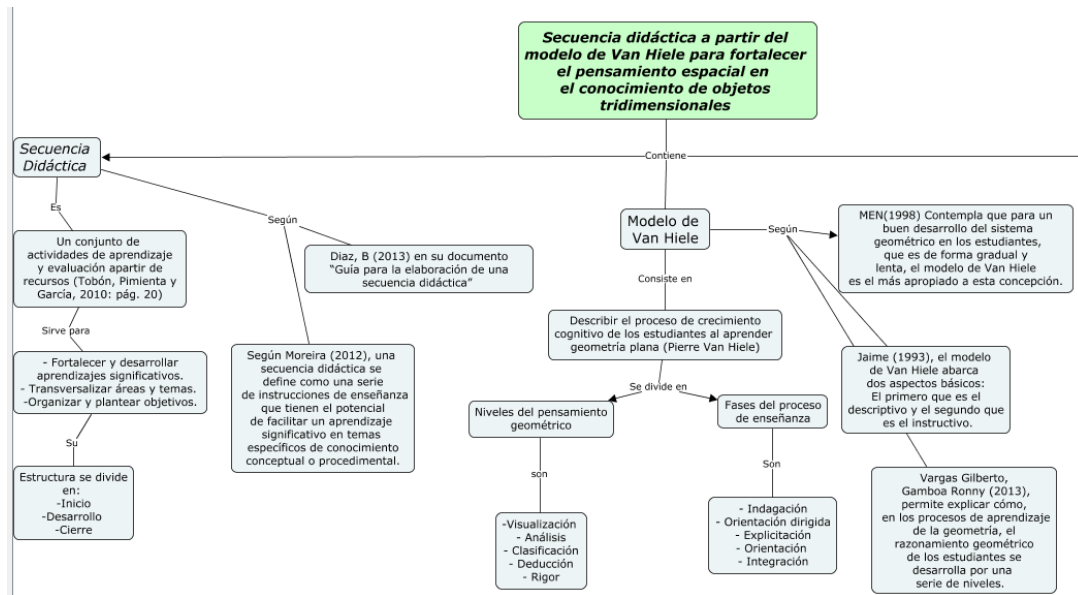 Secuencia didáctica a partir del
modelo de Van Hiele para fortalecer
el pensamiento espacial en
el conocimiento de objetos
tridimensionales
Contiene
Secuencia
Didáctica
Es
Un conjunto de
actividades de aprendizaje
y evaluación apartir de
recursos (Tobón, Pimienta y
García, 2010: pág. 20)
Sirve para
- Fortalecer y desarrollar
aprendizajes significativos.
- Transversalizar áreas y temas.
-Organizar y plantear objetivos.
Su
Estructura se divide
en:
-Inicio
-Desarrollo
-Cierre
Según
Diaz, B (2013) en su documento
"Guía para la elaboración de una
secuencia didáctica"
Según Moreira (2012), una
secuencia didáctica se
define como una serie
de instrucciones de enseñanza
que tienen el potencial
de facilitar un aprendizaje
significativo en temas
específicos de conocimiento
conceptual o procedimental.
Modelo de
Van Hiele
Consiste en
Describir el proceso de crecimiento
cognitivo de los estudiantes al aprender
geometría plana (Pierre Van Hiele)
Se divide en
Niveles del pensamiento
geométrico
son
-Visualización
- Análisis
- Clasificación
- Deducción
- Rigor
Fases del proceso
de enseñanza
Son
- Indagación
- Orientación dirigida
- Explicitación
- Orientación
- Integración
Según
MEN(1998) Contempla que para un
buen desarrollo del sistema
geométrico en los estudiantes,
que es de forma gradual y
lenta, el modelo de Van Hiele
es el más apropiado a esta concepción.
Jaime (1993), el modelo
de Van Hiele abarca
dos aspectos básicos:
El primero que es el
descriptivo y el segundo que
es el instructivo.
Vargas Gilberto,
Gamboa Ronny (2013),
permite explicar cómo,
en los procesos de aprendizaje
de la geometría, el
razonamiento geométrico
de los estudiantes se
desarrolla por una
serie de niveles.